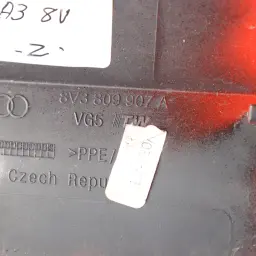 A3 8V
-Z-
8V3 809 907 A
VG5
>PPE/
Czech Repu